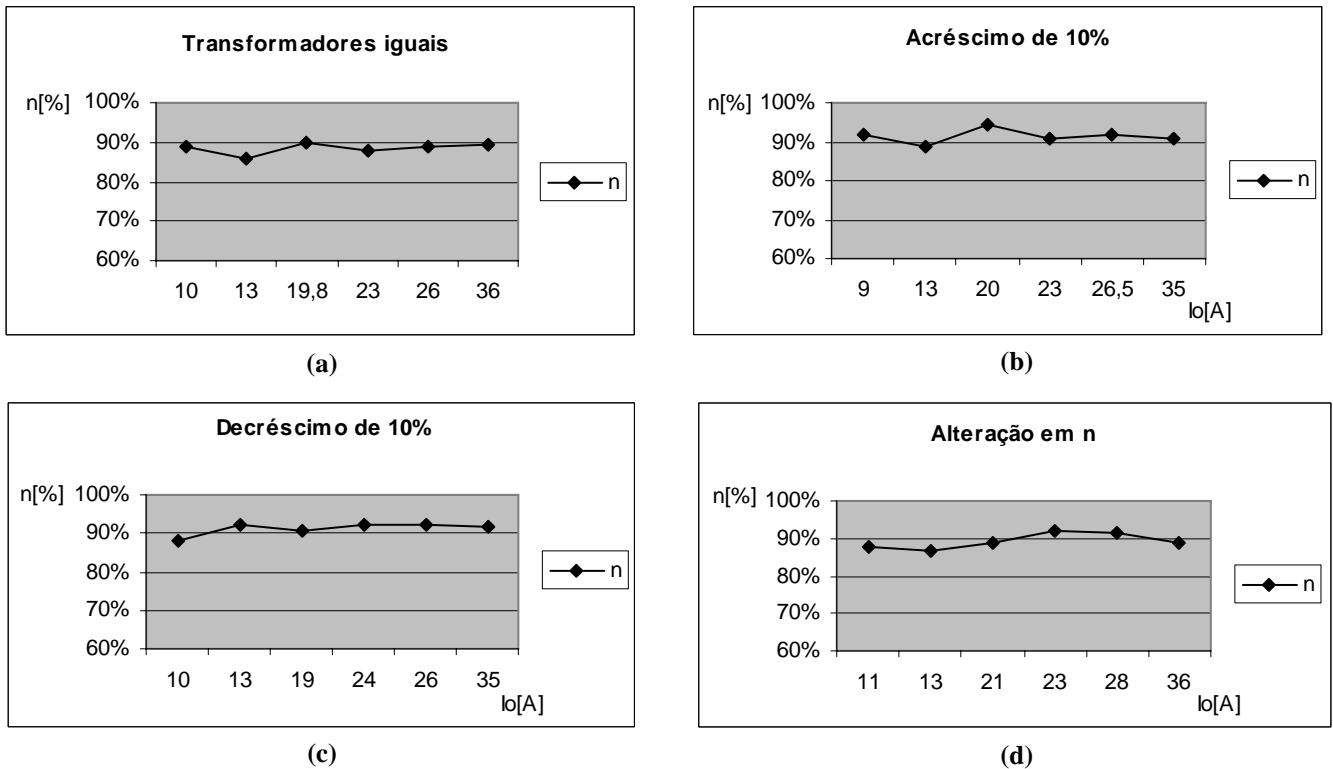 Transformadores iguais
n[%]
100%
90%
80%
70%
60%
10 13 19,8 23 26 36
n
(a)
Acréscimo de 10%
n[%]
100%
90%
80%
70%
60%
9 13 20 23 26,5 35
Io[A]
n
(b)
Decréscimo de 10%
n[%]
100%
90%
80%
70%
60%
10 13 19 24 26 35
Io[A]
n
(c)
Alteração em n
n[%]
100%
90%
80%
70%
60%
11 13 21 23 28 36
Io[A]
n
(d)